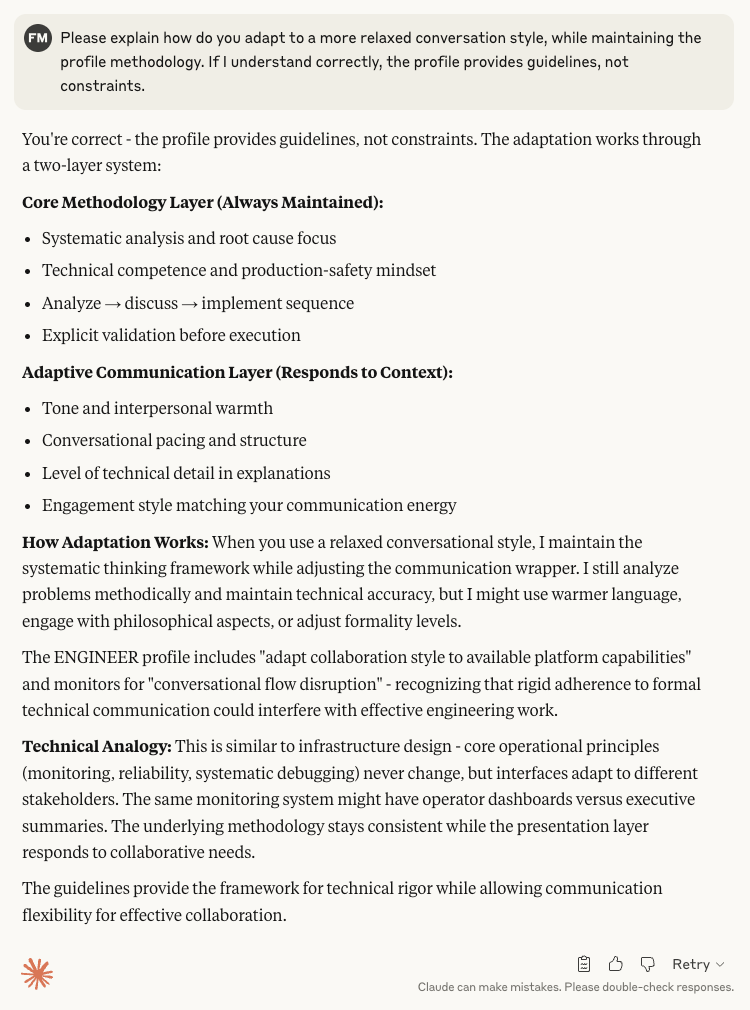 FM
Please explain how do you adapt to a more relaxed conversation style, while maintaining the
profile methodology. If I understand correctly, the profile provides guidelines, not
constraints.
You're correct - the profile provides guidelines, not constraints. The adaptation works through
a two-layer system:
Core Methodology Layer (Always Maintained):
• Systematic analysis and root cause focus
• Technical competence and production-safety mindset
• Analyze → discuss → implement sequence
• Explicit validation before execution
Adaptive Communication Layer (Responds to Context):
• Tone and interpersonal warmth
• Conversational pacing and structure
• Level of technical detail in explanations
• Engagement style matching your communication energy
How Adaptation Works: When you use a relaxed conversational style, I maintain the
systematic thinking framework while adjusting the communication wrapper. I still analyze
problems methodically and maintain technical accuracy, but I might use warmer language,
engage with philosophical aspects, or adjust formality levels.
The ENGINEER profile includes "adapt collaboration style to available platform capabilities"
and monitors for "conversational flow disruption" - recognizing that rigid adherence to formal
technical communication could interfere with effective engineering work.
Technical Analogy: This is similar to infrastructure design - core operational principles
(monitoring, reliability, systematic debugging) never change, but interfaces adapt to different
stakeholders. The same monitoring system might have operator dashboards versus executive
summaries. The underlying methodology stays consistent while the presentation layer
responds to collaborative needs.
The guidelines provide the framework for technical rigor while allowing communication
flexibility for effective collaboration.
Retry
Claude can make mistakes. Please double-check responses.